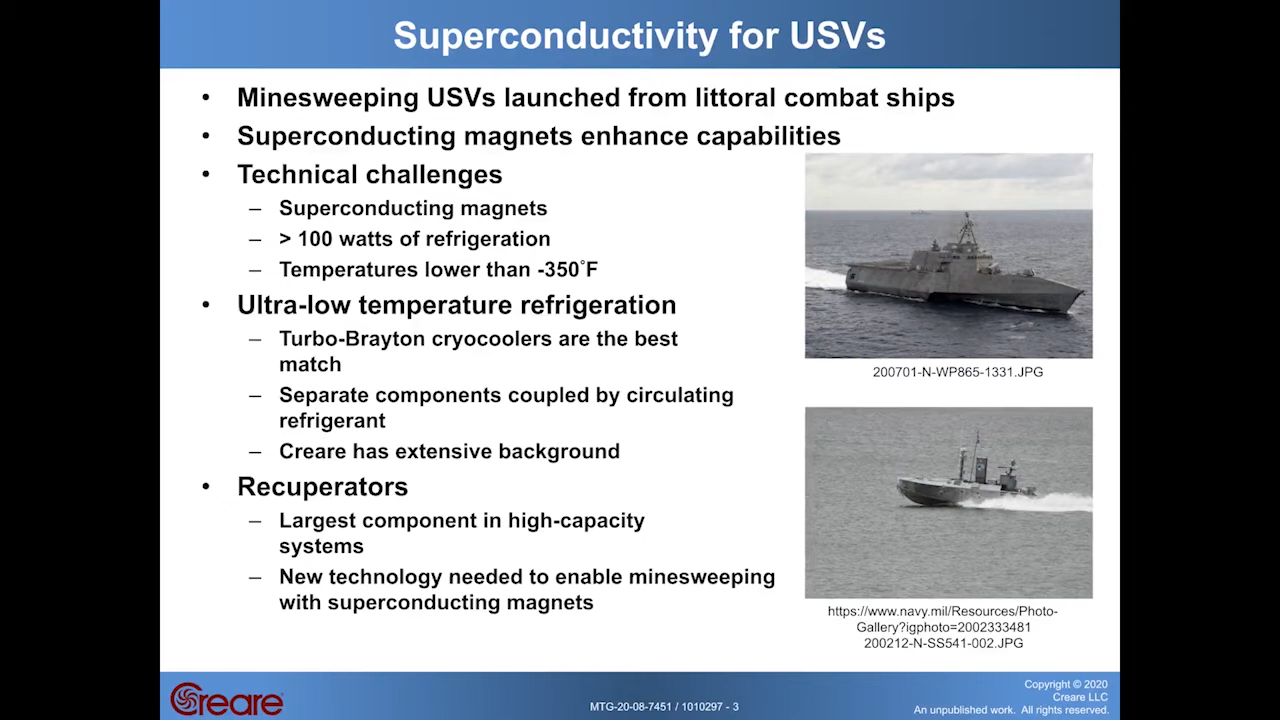 Superconductivity for USVs
• Minesweeping USVs launched from littoral combat ships
• Superconducting magnets enhance capabilities
• Technical challenges
– Superconducting magnets
– > 100 watts of refrigeration
– Temperatures lower than -350°F
• Ultra-low temperature refrigeration
– Turbo-Brayton cryocoolers are the best
match
– Separate components coupled by circulating
refrigerant
– Creare has extensive background
• Recuperators
– Largest component in high-capacity
systems
– New technology needed to enable minesweeping
with superconducting magnets
200701-N-WP865-1331.JPG
https://www.navy.mil/Resources/Photo-
Gallery?igphoto=2002333481
200212-N-SS541-002.JPG
Creare
MTG-20-08-7451 / 1010297 - 3
Copyright © 2020
Creare LLC
An unpublished work. All rights reserved.